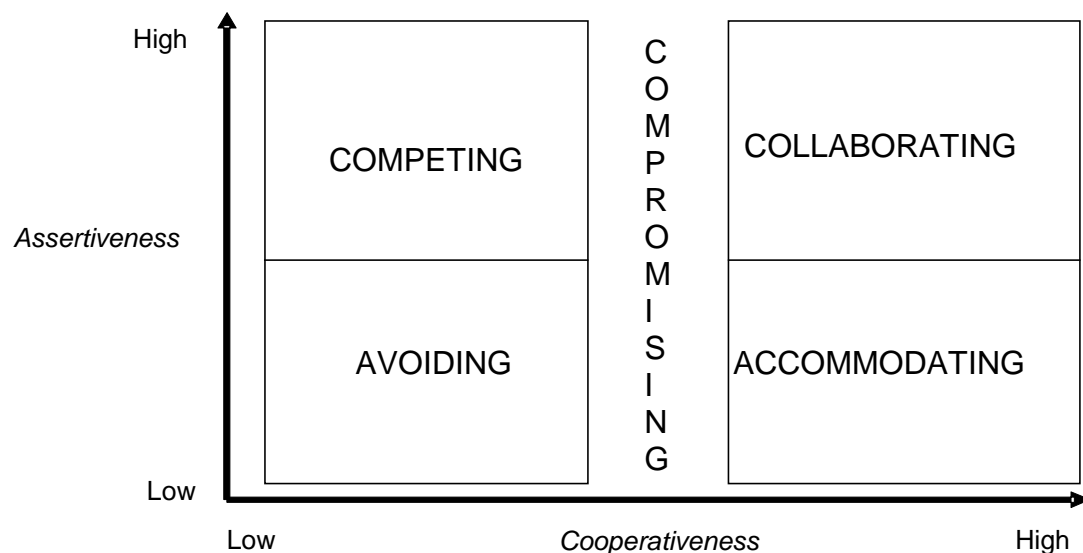 High
COMPETING
COLLABORATING
Assertiveness
AVOIDING
ACCOMMODATING
C
O
M
P
R
O
M
I
S
I
N
G
Low
Low
Cooperativeness
High